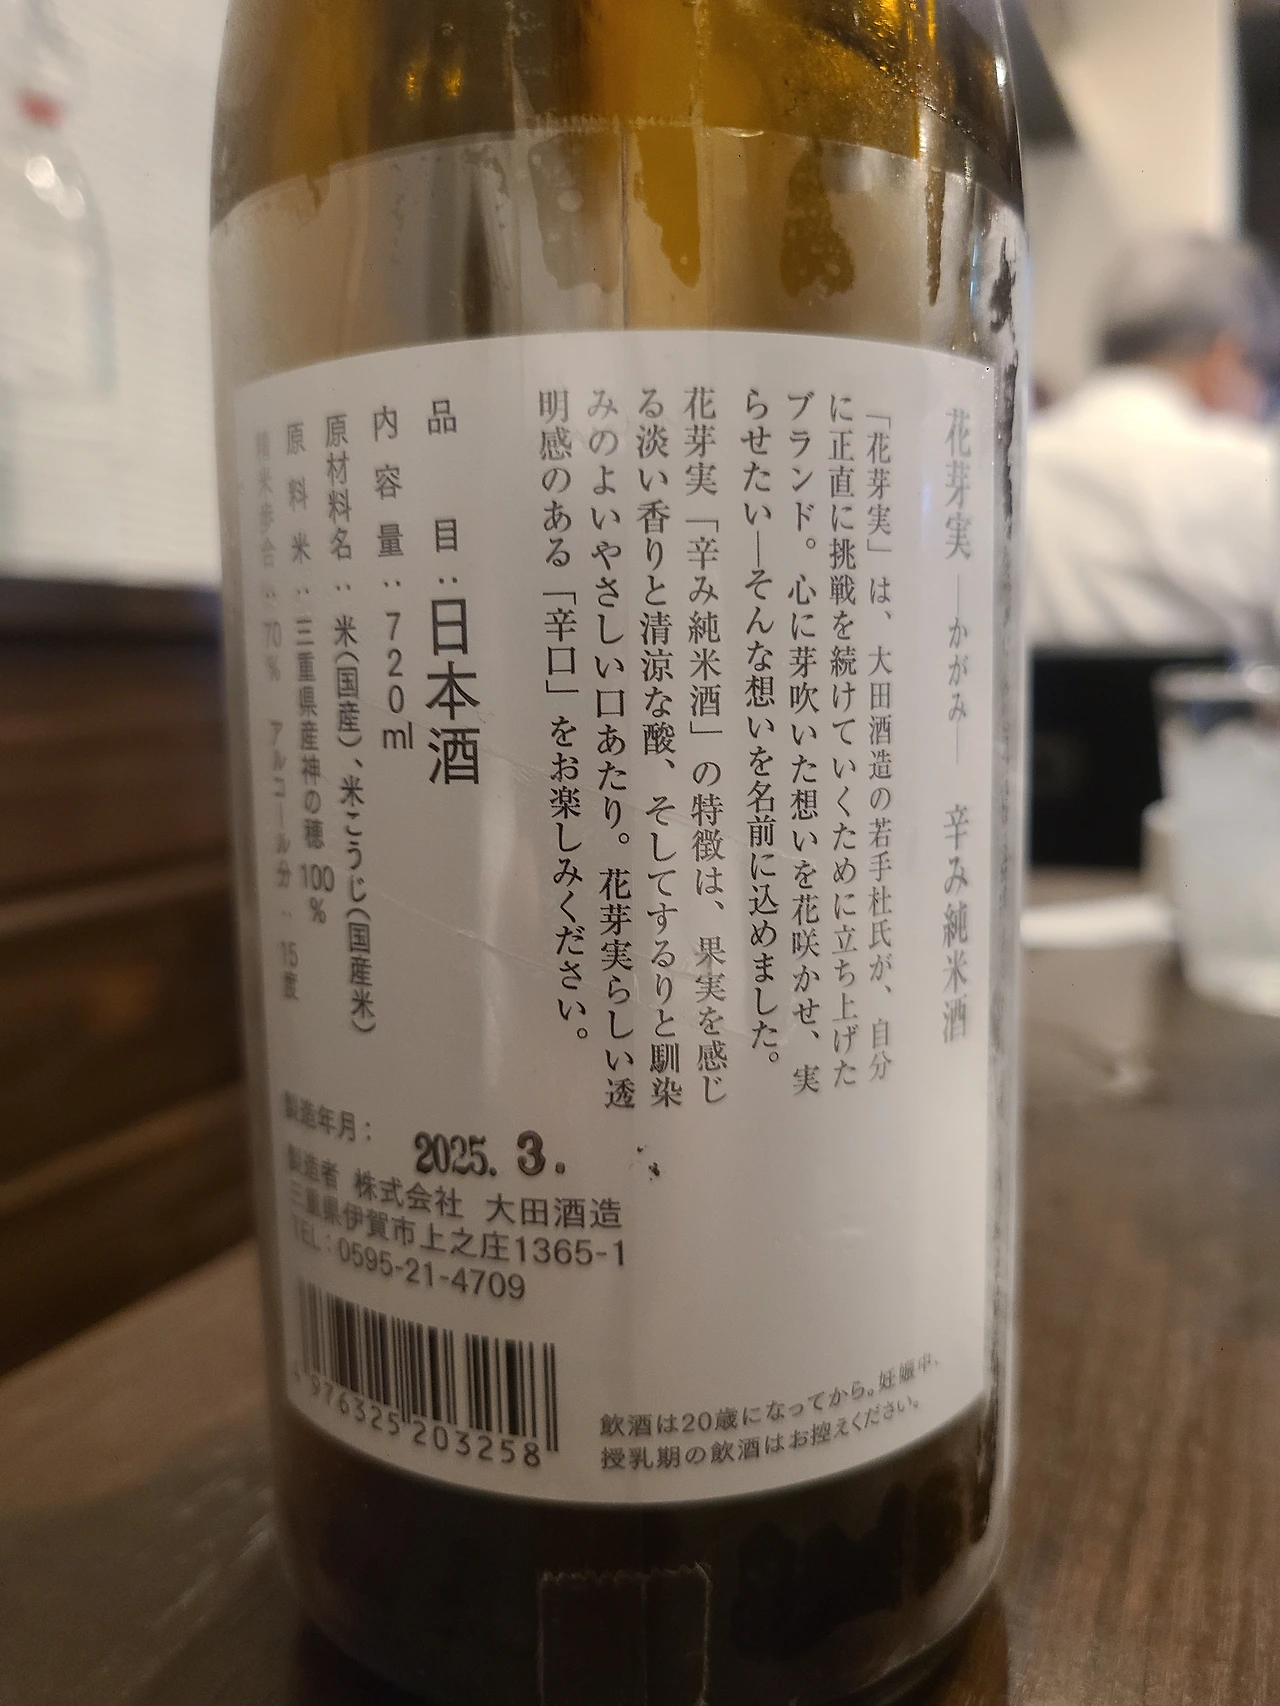 花芽実 ―かがみ― 辛み純米酒
「花芽実」は、大田酒造の若手杜氏が、自分
に正直に挑戦を続けていくために立ち上げた
ブランド。心に芽吹いた想いを花咲かせ、実
らせたい―そんな想いを名前に込めました。
花芽実「辛み純米酒」の特徴は、果実を感じ
る淡い香りと清涼な酸、そしてするりと馴染
みのよいやさしい口あたり。花芽実らしい透
明感のある「辛口」をお楽しみください。
品目:日本酒
内容量:720ml
原材料名:米(国産)、米こうじ(国産米)
原料米:三重県産神の穂100%
精米歩合:70% アルコール分:15度
製造年月: 2025. 3.
製造者 株式会社 大田酒造
三重県伊賀市上之庄1365-1
TEL:0595-21-4709
4976325203258
飲酒は20歳になってから。妊娠中、
授乳期の飲酒はお控えください。